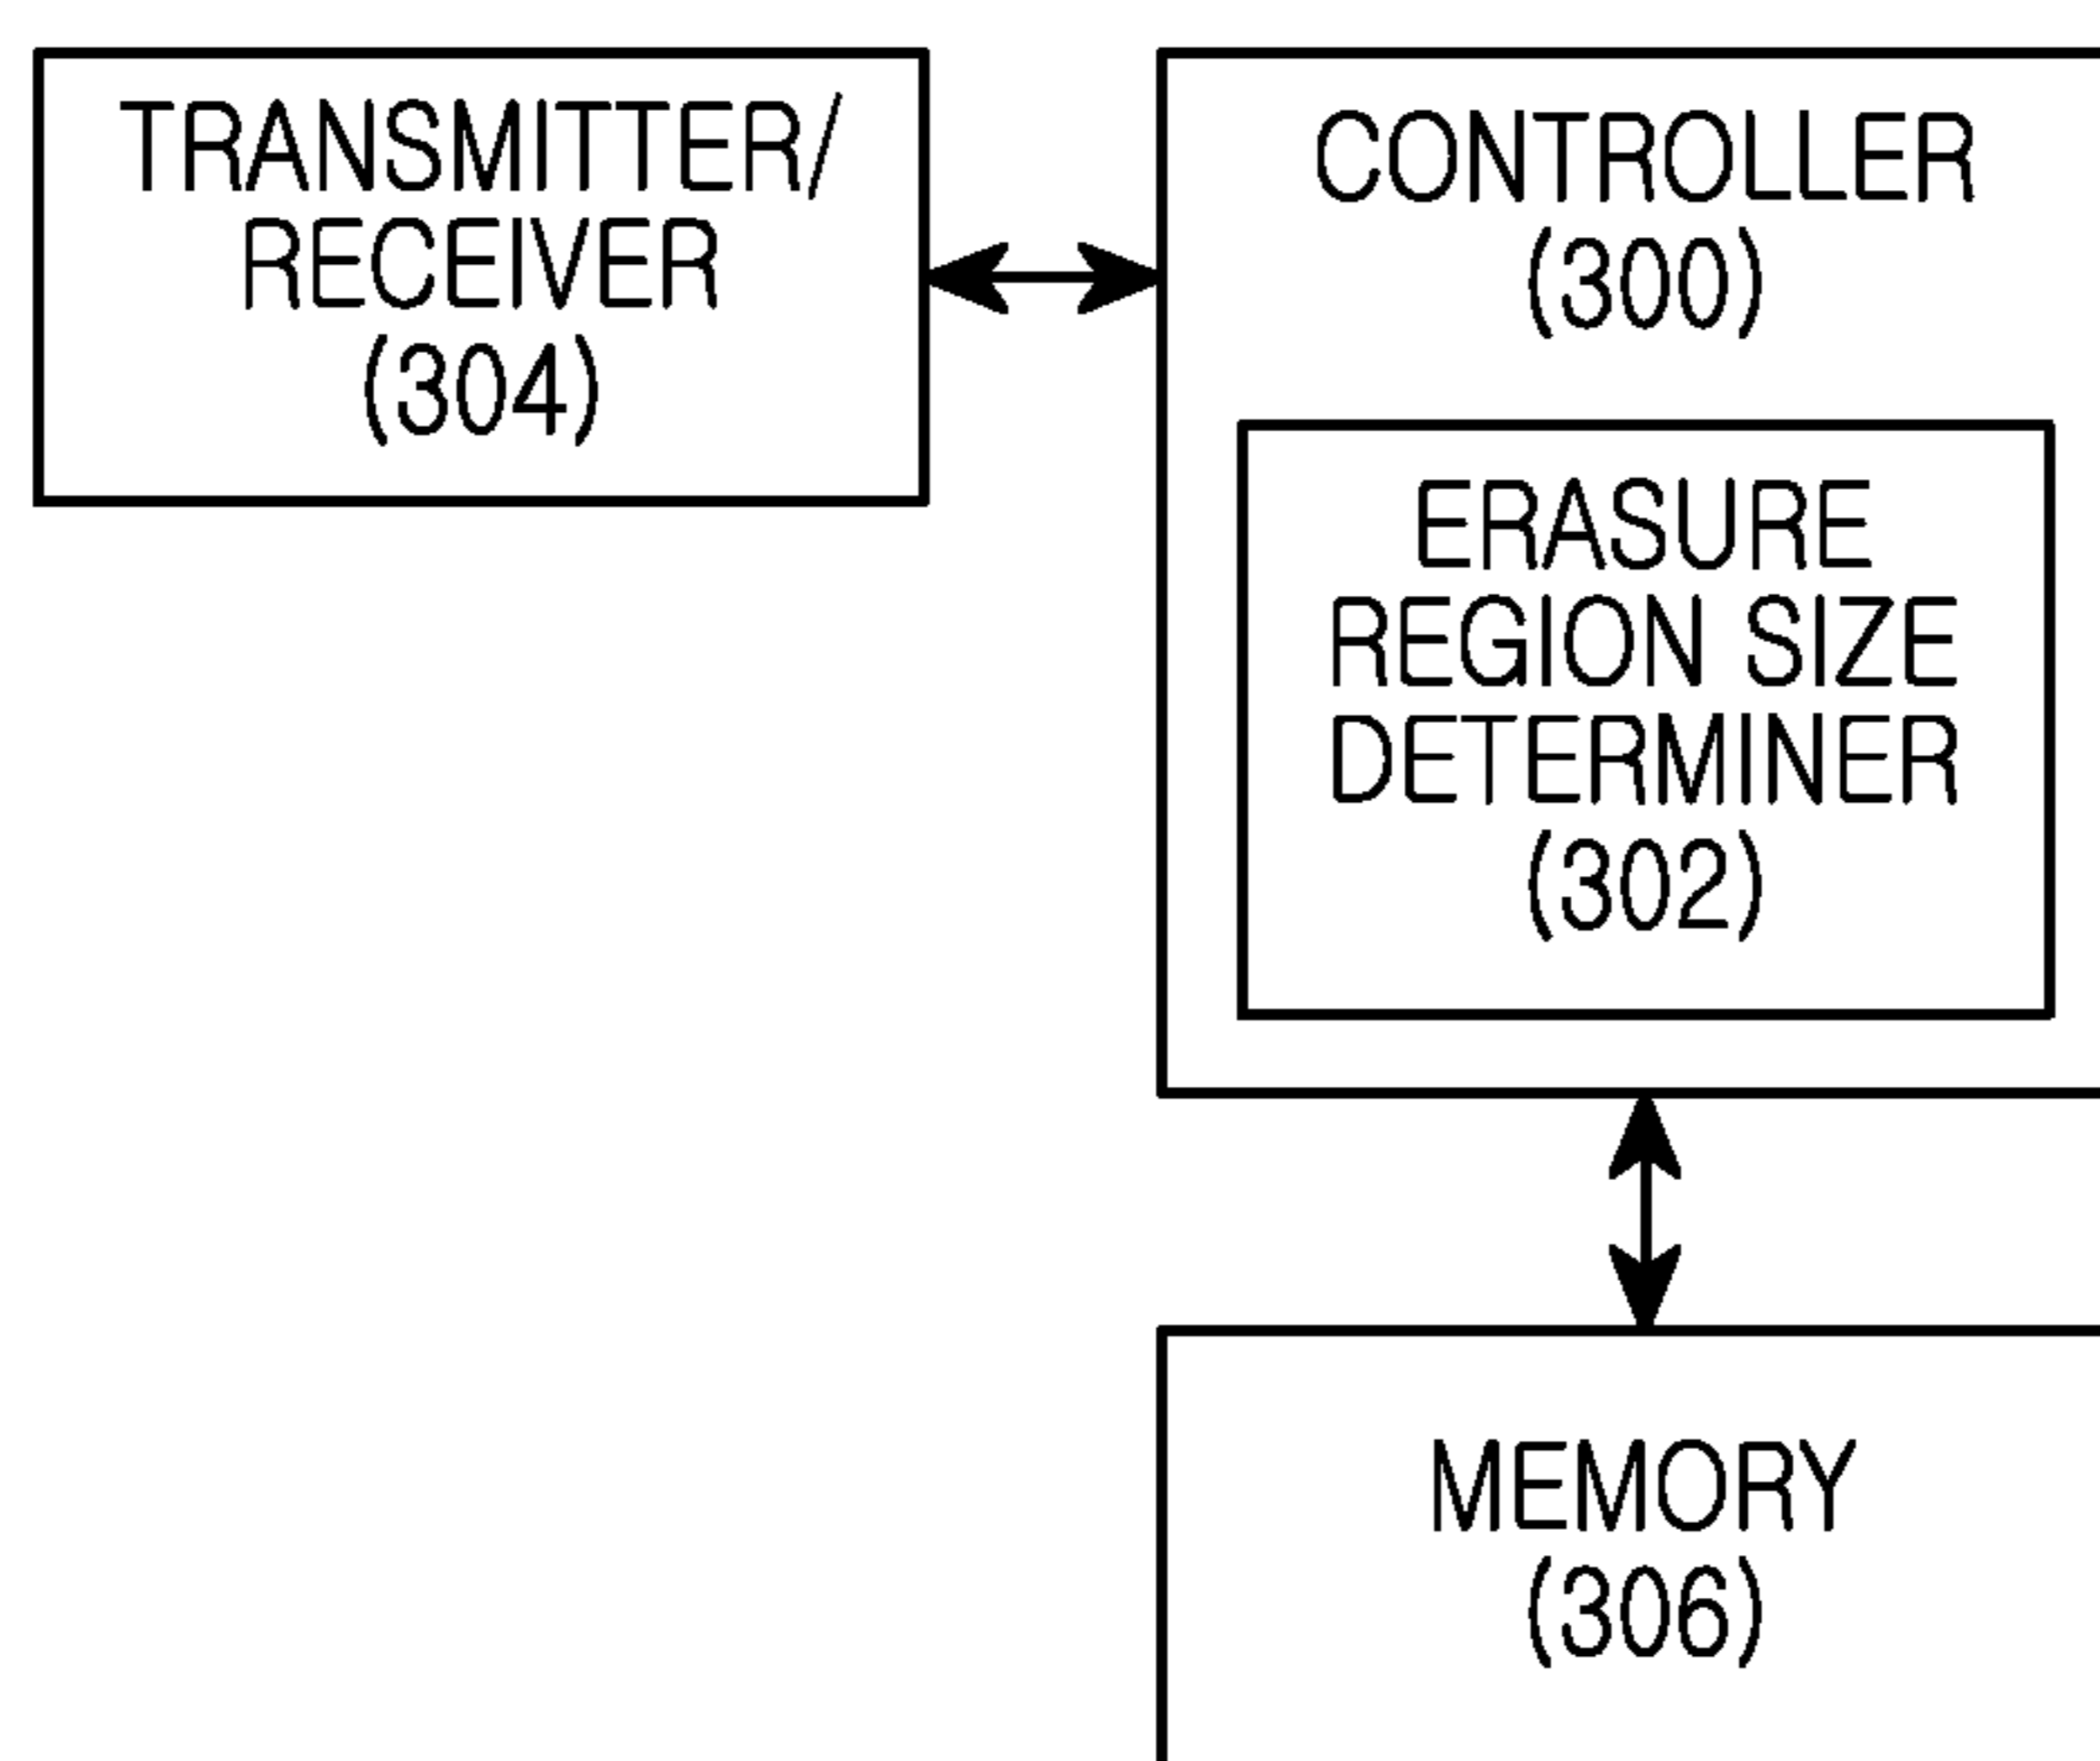 TRANSMITTER/
RECEIVER
(304)
CONTROLLER
(300)
ERASURE
REGION SIZE
DETERMINER
(302)
MEMORY
(306)